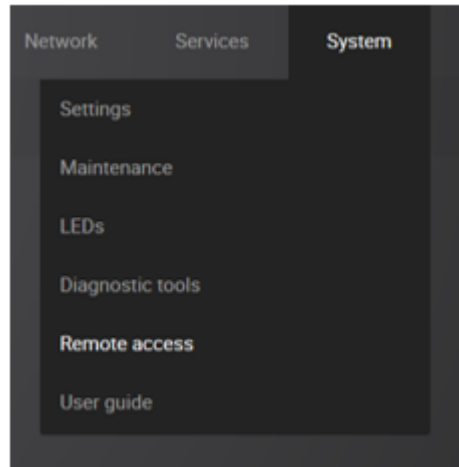 Network Services System
Settings
Maintenance
LEDs
Diagnostic tools
Remote access
User guide